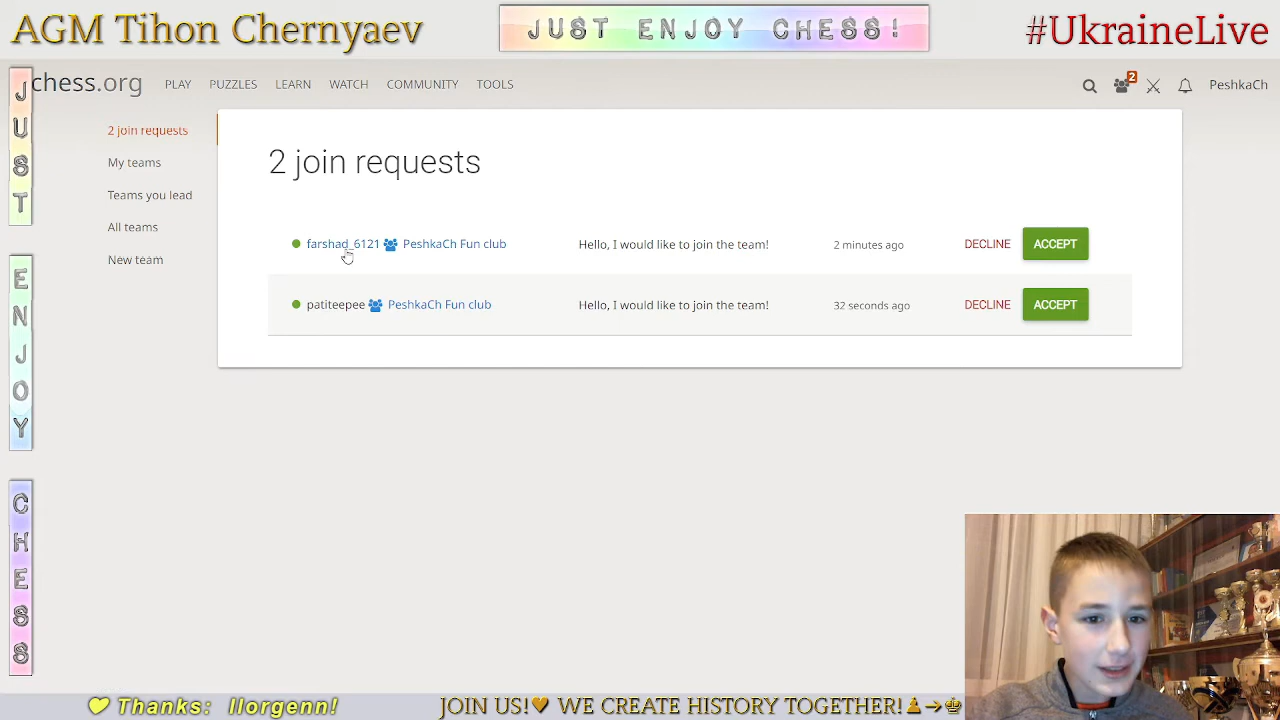 AGM Tihon Chernyaev
JUST ENJOY CHESS!
#UkraineLive
chess.org
PLAY PUZZLES LEARN WATCH COMMUNITY TOOLS
2
PeshkaCh
2 join requests
My teams
Teams you lead
All teams
New team
2 join requests
farshad_6121 PeshkaCh Fun club Hello, I would like to join the team! 2 minutes ago DECLINE ACCEPT
patiteepee PeshkaCh Fun club Hello, I would like to join the team! 32 seconds ago DECLINE ACCEPT
JUST
ENJOY
CHESS
Thanks: llorgenn!
JOIN US! WE CREATE HISTORY TOGETHER!